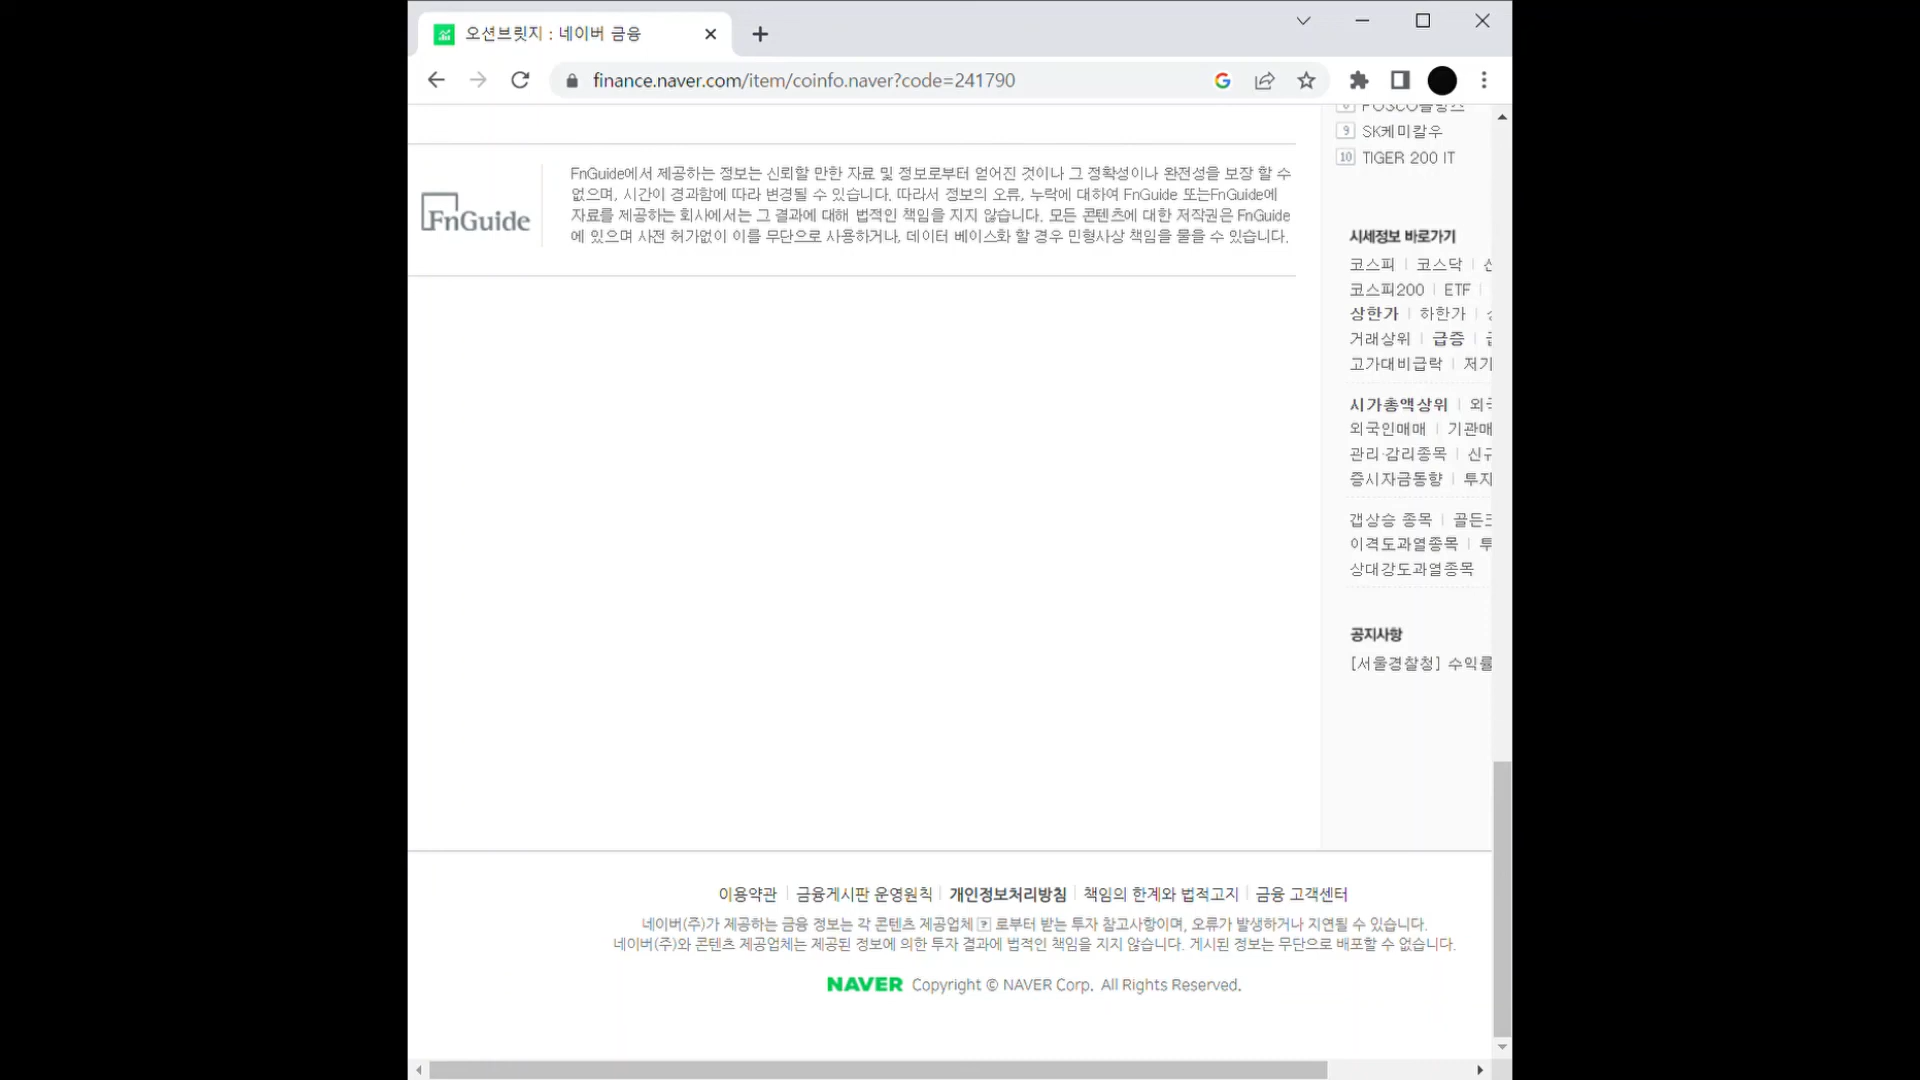 오션브릿지 : 네이버 금융
finance.naver.com/item/coinfo.naver?code=241790
9 SK케미칼우
10 TIGER 200 IT
FnGuide
FnGuide에서 제공하는 정보는 신뢰할 만한 자료 및 정보로부터 얻어진 것이나 그 정확성이나 완전성을 보장 할 수
없으며, 시간이 경과함에 따라 변경될 수 있습니다. 따라서 정보의 오류, 누락에 대하여 FnGuide 또는FnGuide에
자료를 제공하는 회사에서는 그 결과에 대해 법적인 책임을 지지 않습니다. 모든 콘텐츠에 대한 저작권은 FnGuide
에 있으며 사전 허가없이 이를 무단으로 사용하거나, 데이터 베이스화 할 경우 민형사상 책임을 물을 수 있습니다.
시세정보 바로가기
코스피 | 코스닥 |
코스피200 | ETF |
상한가 | 하한가 |
거래상위 | 급증 |
고가대비급락 | 저가
시가총액상위 |
외국인매매 | 기관매
관리·감리종목 | 신규
증시자금동향 | 투자
갭상승 종목 | 골든크
이격도과열종목 | 투
상대강도과열종목
공지사항
[서울경찰청] 수익률
이용약관 | 금융게시판 운영원칙 | 개인정보처리방침 | 책임의 한계와 법적고지 | 금융 고객센터
네이버(주)가 제공하는 금융 정보는 각 콘텐츠 제공업체 ? 로부터 받는 투자 참고사항이며, 오류가 발생하거나 지연될 수 있습니다.
네이버(주)와 콘텐츠 제공업체는 제공된 정보에 의한 투자 결과에 법적인 책임을 지지 않습니다. 게시된 정보는 무단으로 배포할 수 없습니다.
NAVER Copyright © NAVER Corp. All Rights Reserved.